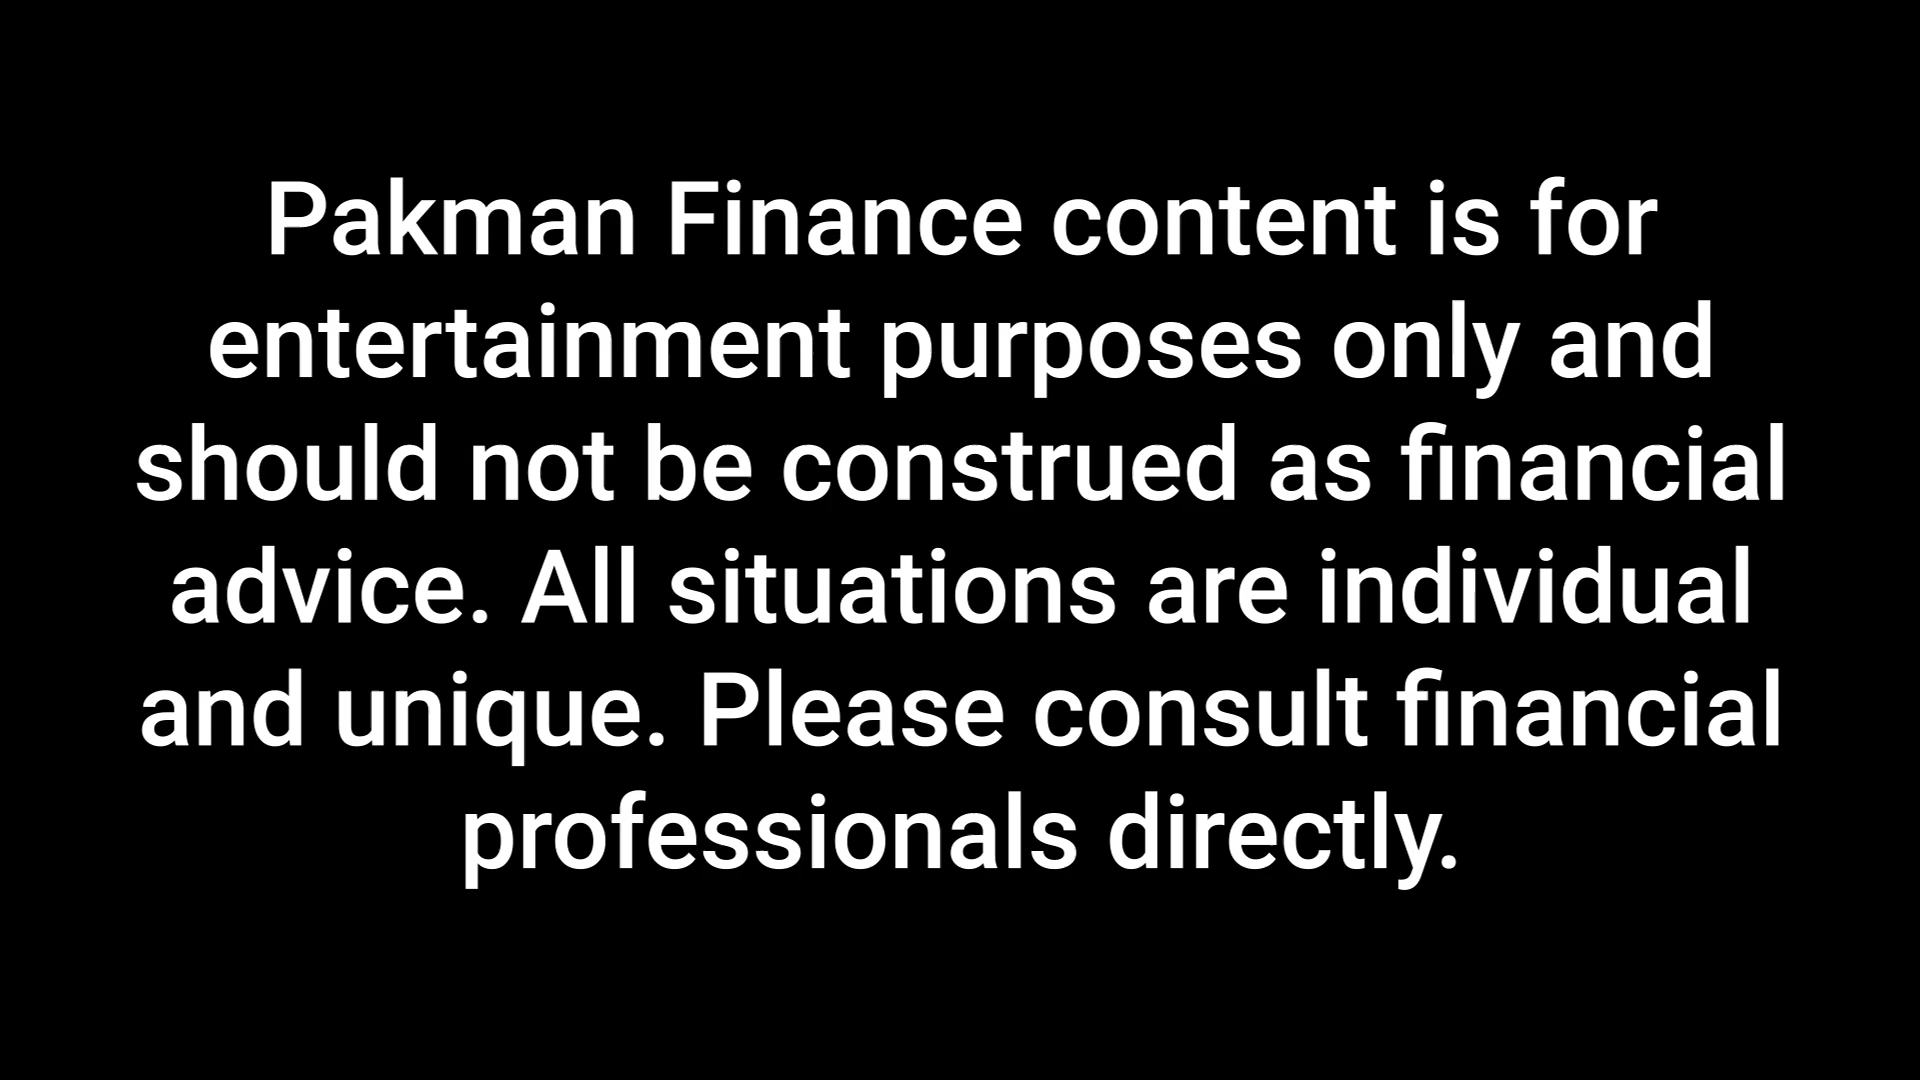 Pakman Finance content is for
entertainment purposes only and
should not be construed as financial
advice. All situations are individual
and unique. Please consult financial
professionals directly.